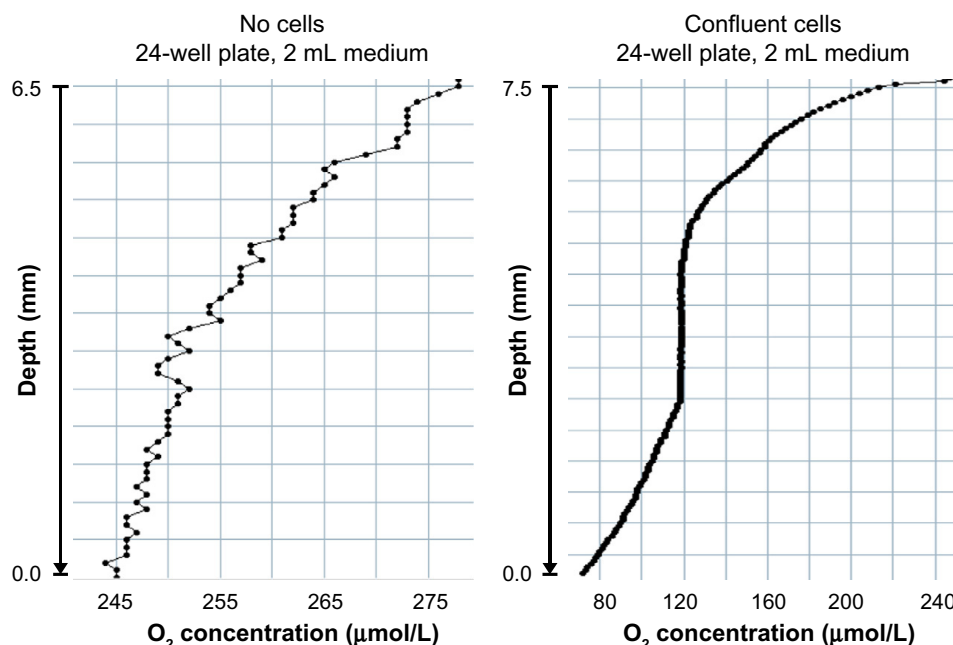 No cells
24-well plate, 2 mL medium
6.5
Depth (mm)
0.0
245 255 265 275
O₂ concentration (μmol/L)
Confluent cells
24-well plate, 2 mL medium
7.5
Depth (mm)
0.0
80 120 160 200 240
O₂ concentration (μmol/L)